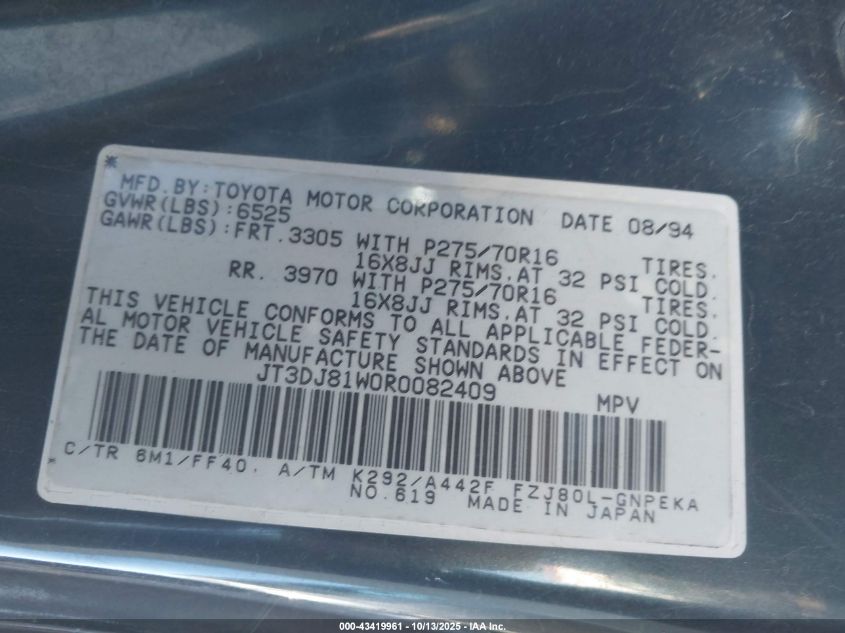 *
MFD.BY:TOYOTA MOTOR CORPORATION DATE 08/94
GVWR(LBS):6525
GAWR(LBS):FRT.3305 WITH P275/70R16 TIRES.
16X8JJ RIMS.AT 32 PSI COLD.
RR. 3970 WITH P275/70R16 TIRES.
16X8JJ RIMS.AT 32 PSI COLD.
THIS VEHICLE CONFORMS TO ALL APPLICABLE FEDER-
AL MOTOR VEHICLE SAFETY STANDARDS IN EFFECT ON
THE DATE OF MANUFACTURE SHOWN ABOVE
JT3DJ81W0R0082409 MPV
C/TR 6M1/FF40, A/TM K292/A442F FZJ80L-GNPEKA
NO.619 MADE IN JAPAN
000-43419961 - 10/13/2025 - IAA Inc.